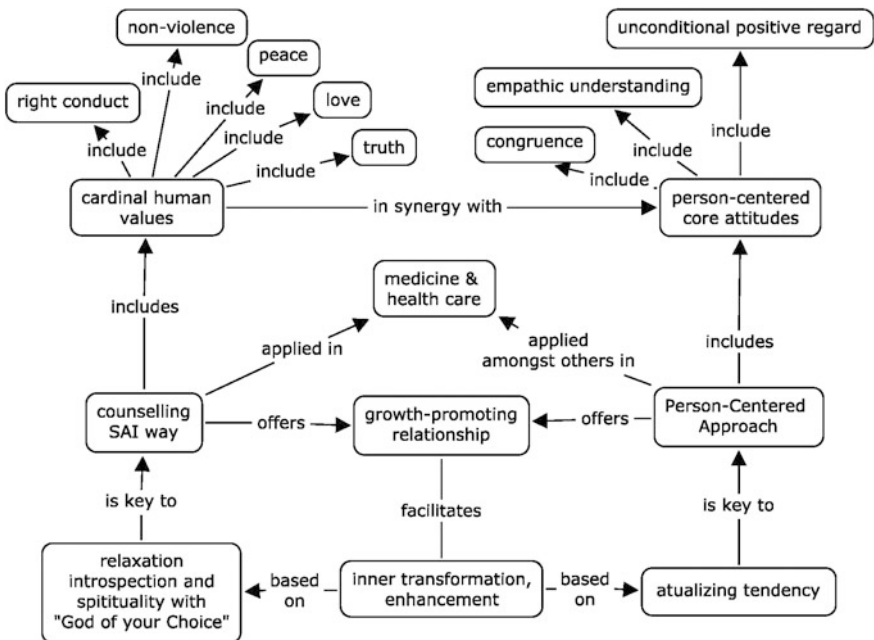 non-violence
unconditional positive regard
peace
include
right conduct
include
love
empathic understanding
include
include
truth
congruence
include
include
include
include
cardinal human
values
in synergy with
person-centered
core attitudes
medicine &
health care
includes
includes
applied in
applied
amongst others in
counselling
SAI way
offers
growth-promoting
relationship
offers
Person-Centered
Approach
is key to
facilitates
is key to
relaxation
introspection and
spitituality with
"God of your Choice"
based
on
inner transformation,
enhancement
based
on
atualizing tendency